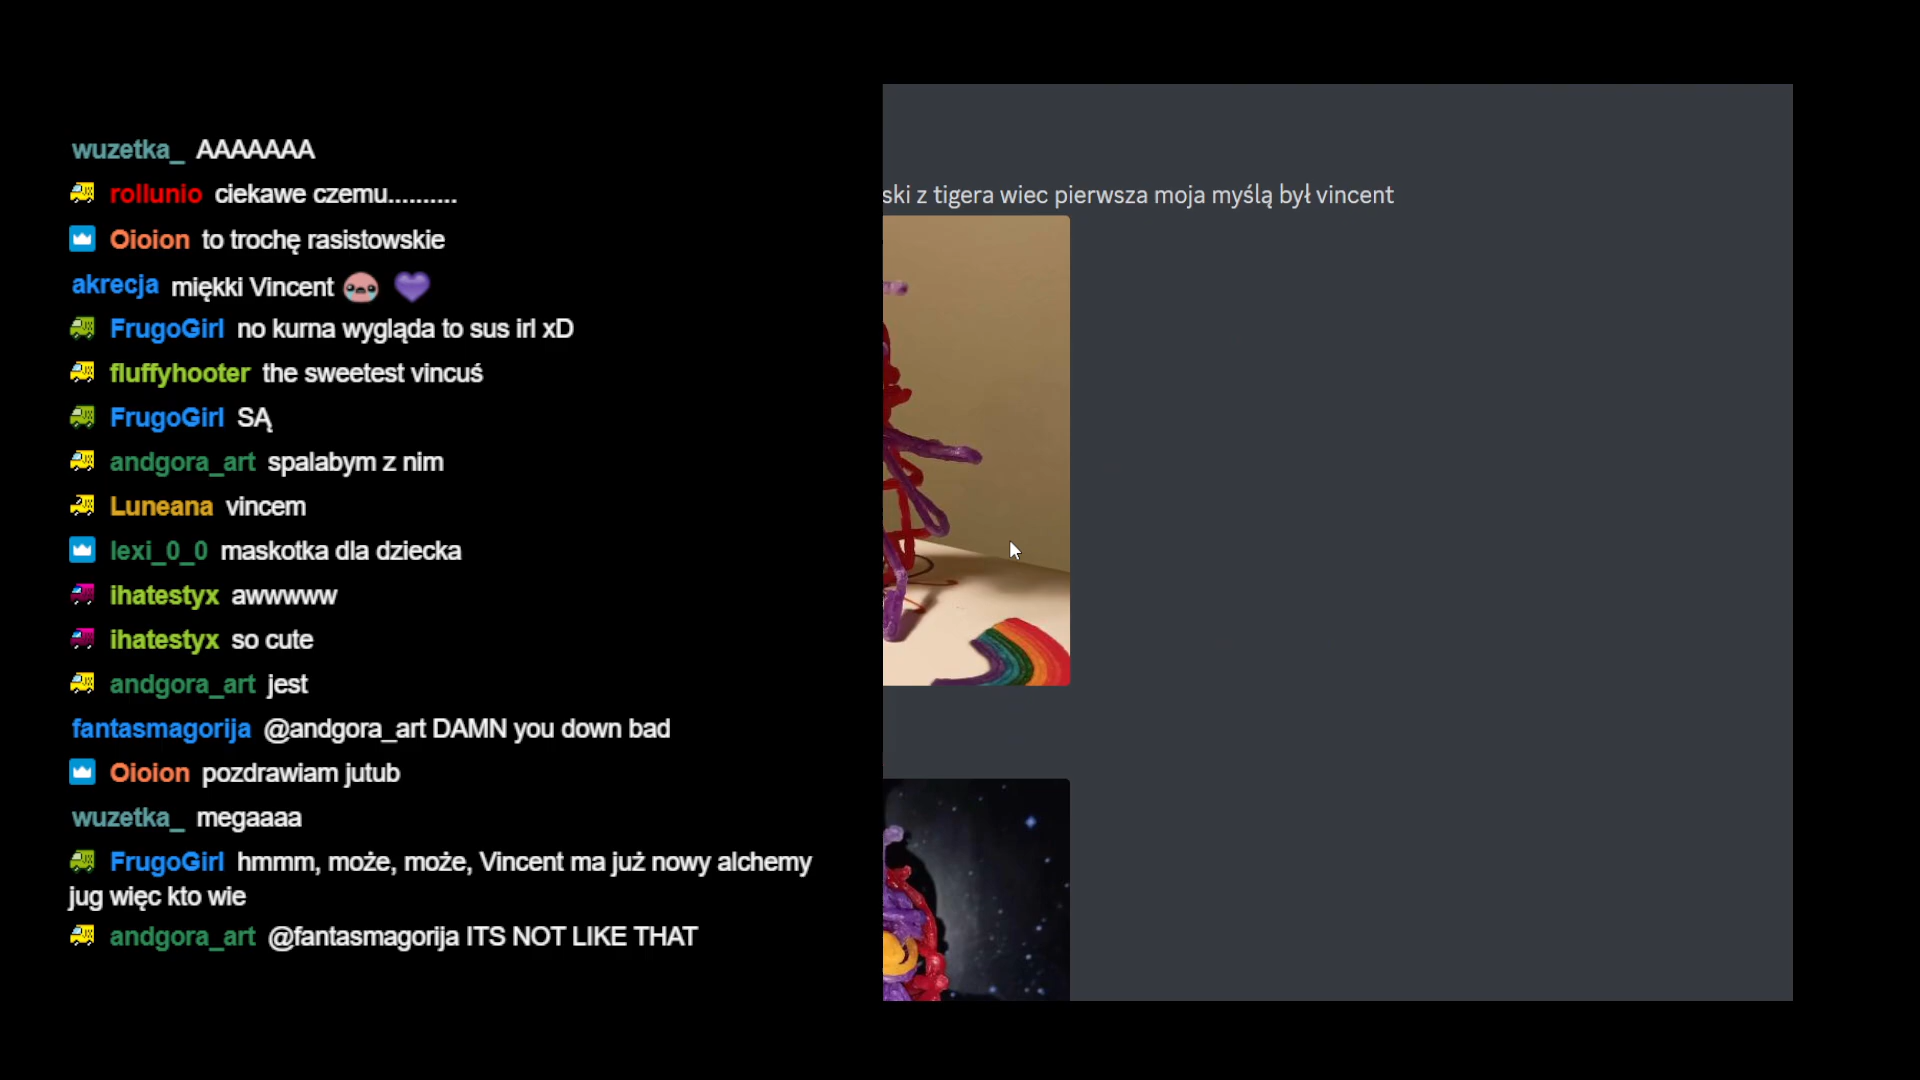 wuzetka_ AAAAAAA
rollunio ciekawe czemu..........
Oioion to trochę rasistowskie
akrecja miękki Vincent
FrugoGirl no kurna wygląda to sus irl xD
fluffyhooter the sweetest vincuś
FrugoGirl SĄ
andgora_art spalabym z nim
Luneana vincem
lexi_0_0 maskotka dla dziecka
ihatestyx awwwww
ihatestyx so cute
andgora_art jest
fantasmagorija @andgora_art DAMN you down bad
Oioion pozdrawiam jutub
wuzetka_ megaaaa
FrugoGirl hmmm, może, może, Vincent ma już nowy alchemy
jug więc kto wie
andgora_art @fantasmagorija ITS NOT LIKE THAT
ski z tigera wiec pierwsza moja myślą był vincent